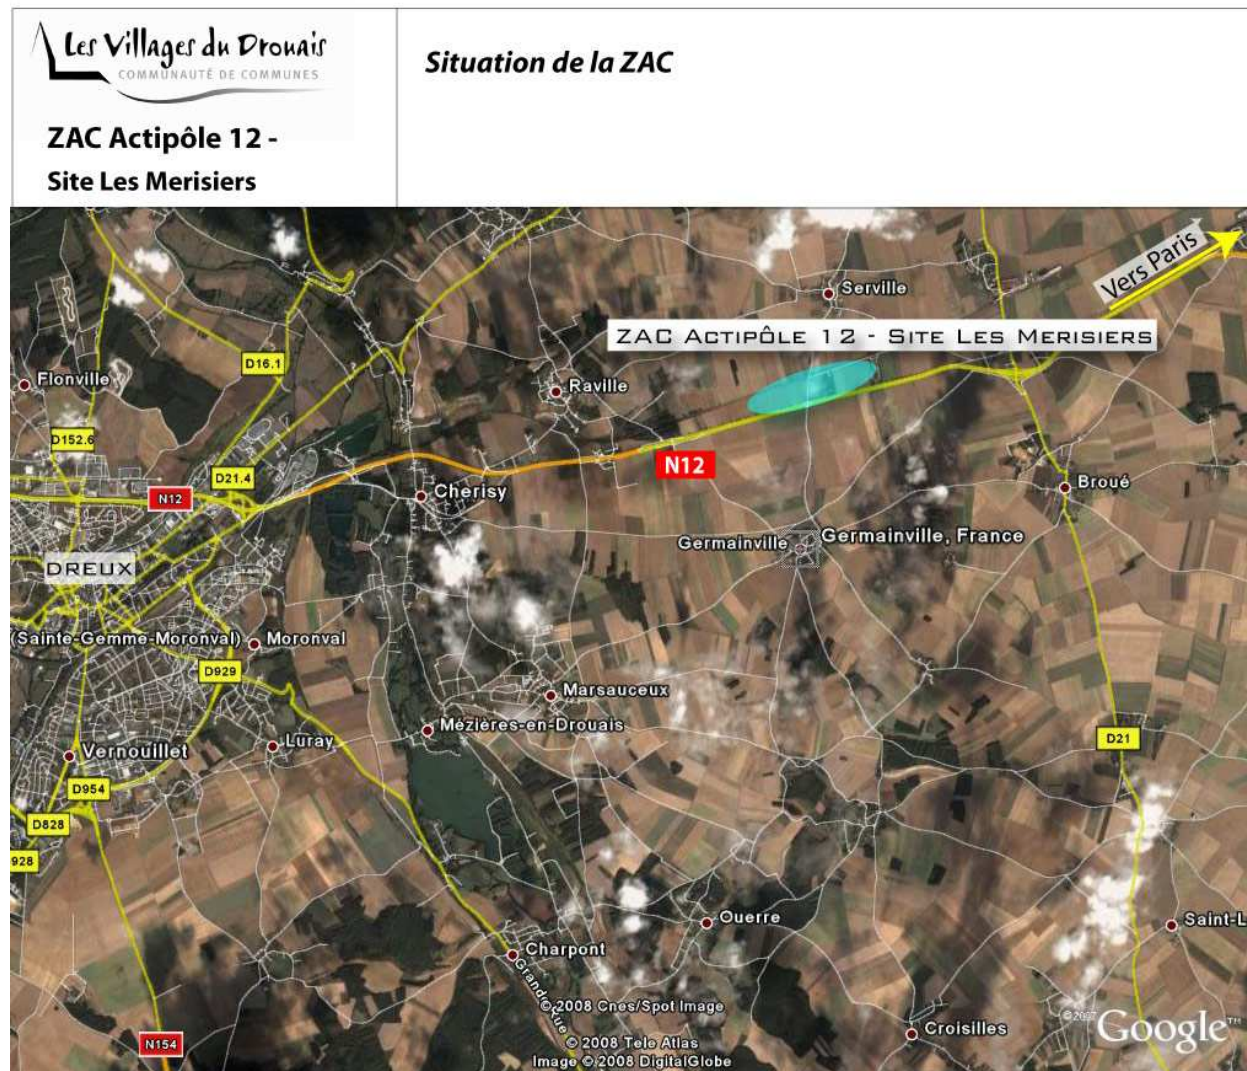 Les Villages du Drouais
COMMUNAUTÉ DE COMMUNES
ZAC Actipôle 12 -
Site Les Merisiers
Situation de la ZAC
Vers Paris
Serville
ZAC Actipôle 12 - Site Les Merisiers
D16.1
Flonville
Raville
D152.6
D21.4
N12
N12
Cherisy
Broué
Germainville
Germainville, France
DREUX
(Sainte-Gemme-Moronval)
Moronval
D929
Marsauceux
Mézières-en-Drouais
Luray
Vernouillet
D21
D954
D828
928
Ouerre
Saint-L
Charpont
Grande Rue
© 2008 Cnes/Spot Image
© 2007
Google™
Croisilles
N154
© 2008 Tele Atlas
Image © 2008 DigitalGlobe